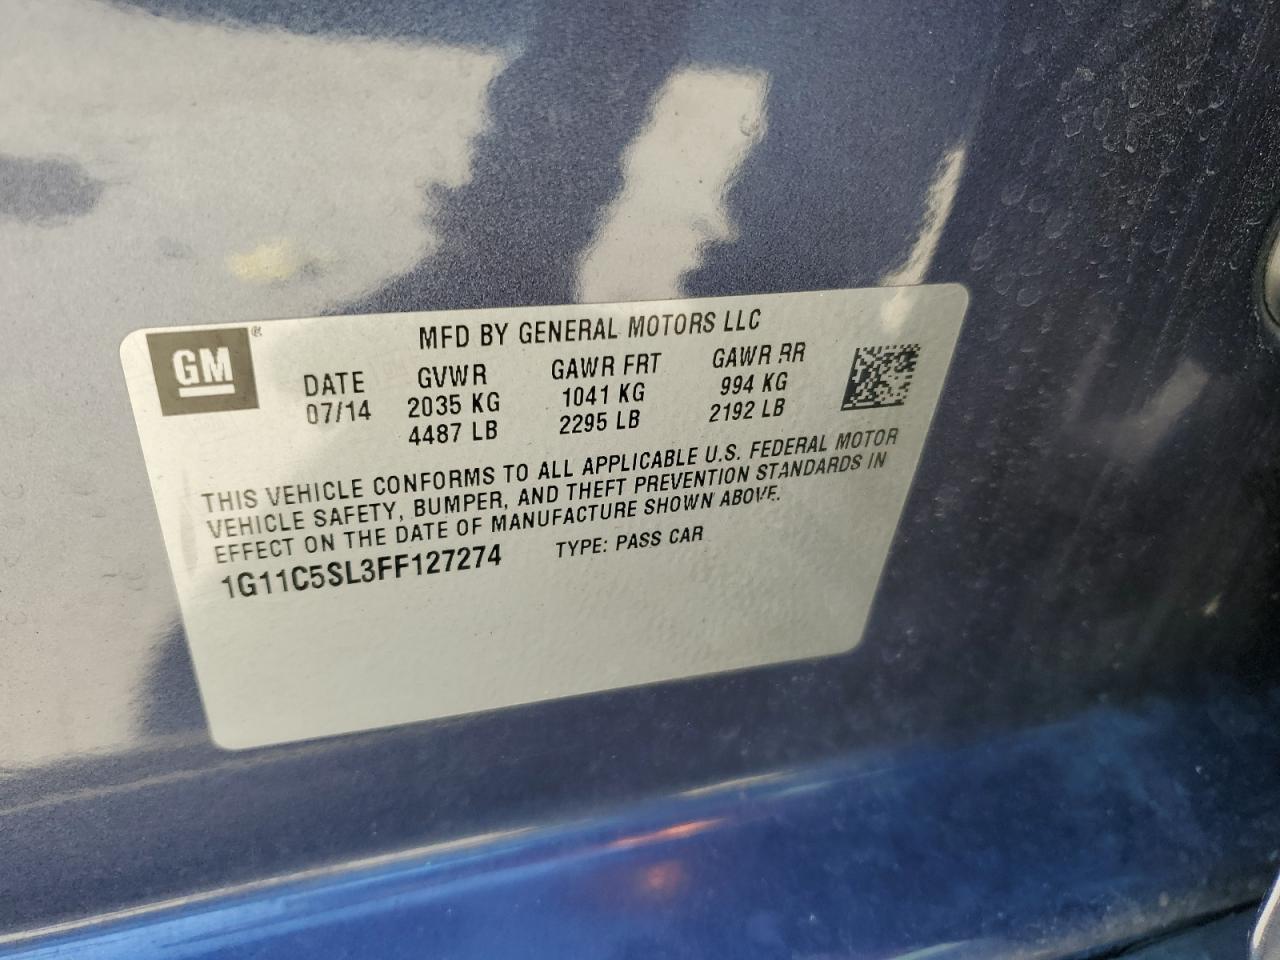 GM®
MFD BY GENERAL MOTORS LLC
DATE GVWR GAWR FRT GAWR RR
07/14 2035 KG 1041 KG 994 KG
4487 LB 2295 LB 2192 LB
THIS VEHICLE CONFORMS TO ALL APPLICABLE U.S. FEDERAL MOTOR
VEHICLE SAFETY, BUMPER, AND THEFT PREVENTION STANDARDS IN
EFFECT ON THE DATE OF MANUFACTURE SHOWN ABOVE.
1G11C5SL3FF127274 TYPE: PASS CAR